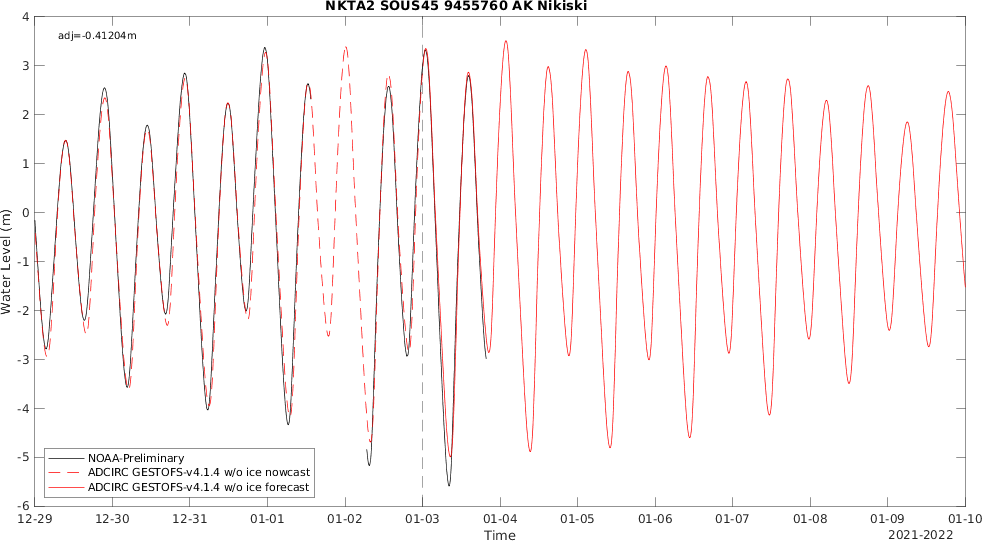 NKTA2 SOUS45 9455760 AK Nikiski
adj=-0.41204m
4
3
2
1
0
-1
-2
-3
-4
-5
-6
Water Level (m)
NOAA-Preliminary
ADCIRC GESTOFS-v4.1.4 w/o ice nowcast
ADCIRC GESTOFS-v4.1.4 w/o ice forecast
12-29 12-30 12-31 01-01 01-02 01-03 01-04 01-05 01-06 01-07 01-08 01-09 01-10
Time
2021-2022